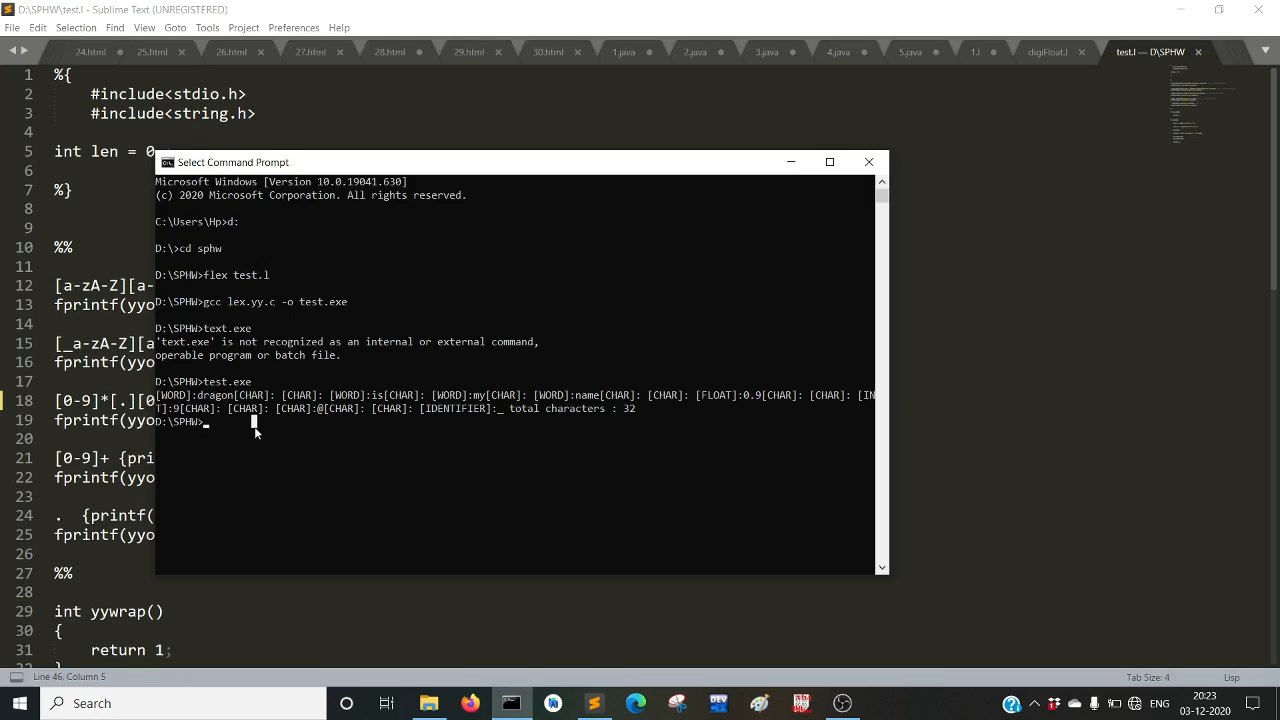 D:\SPHW\test.l - Sublime Text (UNREGISTERED)
File Edit Selection Find View Goto Tools Project Preferences Help
24.html 25.html 26.html 27.html 28.html 29.html 30.html 1.java 2.java 3.java 4.java 5.java 1.l digiFloat.l test.l — D\SPHW
1 %{
2 #include<stdio.h>
3 #include<string.h>
4
5 int len = 0
6
7 %}
8
9
10 %%
11
12 [a-zA-Z][a-
13 fprintf(yyo
14
15 [_a-zA-Z][a
16 fprintf(yyo
17
18 [0-9]*[.][0
19 fprintf(yyo
20
21 [0-9]+ {pri
22 fprintf(yyo
23
24 . {printf(
25 fprintf(yyo
26
27 %%
28
29 int yywrap()
30 {
31 return 1;
32 }
Select Command Prompt
Microsoft Windows [Version 10.0.19041.630]
(c) 2020 Microsoft Corporation. All rights reserved.
C:\Users\Hp>d:
D:\>cd sphw
D:\SPHW>flex test.l
D:\SPHW>gcc lex.yy.c -o test.exe
D:\SPHW>text.exe
'text.exe' is not recognized as an internal or external command,
operable program or batch file.
D:\SPHW>test.exe
[WORD]:dragon[CHAR]: [CHAR]: [WORD]:is[CHAR]: [WORD]:my[CHAR]: [WORD]:name[CHAR]: [CHAR]: [FLOAT]:0.9[CHAR]: [CHAR]: [IN
T]:9[CHAR]: [CHAR]: [CHAR]:@[CHAR]: [CHAR]: [IDENTIFIER]:_ total characters : 32
D:\SPHW>
Line 46, Column 5
Tab Size: 4
Lisp
Search
DEV
ENG
20:23
03-12-2020